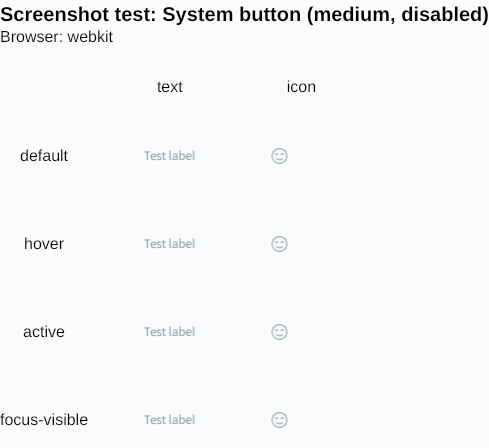 Screenshot test: System button (medium, disabled)
Browser: webkit
text icon
default Test label
hover Test label
active Test label
focus-visible Test label